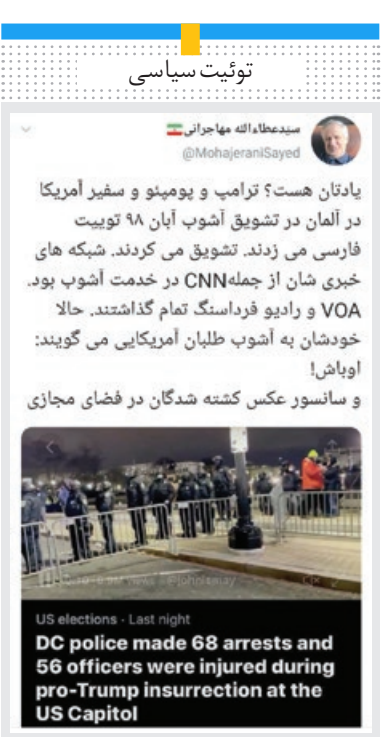 توئیت سیاسی
سیدعطاءالله مهاجرانی
@MohajeraniSayed
یادتان هست؟ ترامپ و پومپئو و سفیر آمریکا
در آلمان در تشویق آشوب آبان ۹۸ توییت
فارسی می زدند. تشویق می کردند. شبکه های
خبری شان از جملهCNN در خدمت آشوب بود.
VOA و رادیو فرداسنگ تمام گذاشتند. حالا
خودشان به آشوب طلبان آمریکایی می گویند:
اوباش!
و سانسور عکس کشته شدگان در فضای مجازی
US elections · Last night
DC police made 68 arrests and
56 officers were injured during
pro-Trump insurrection at the
US Capitol